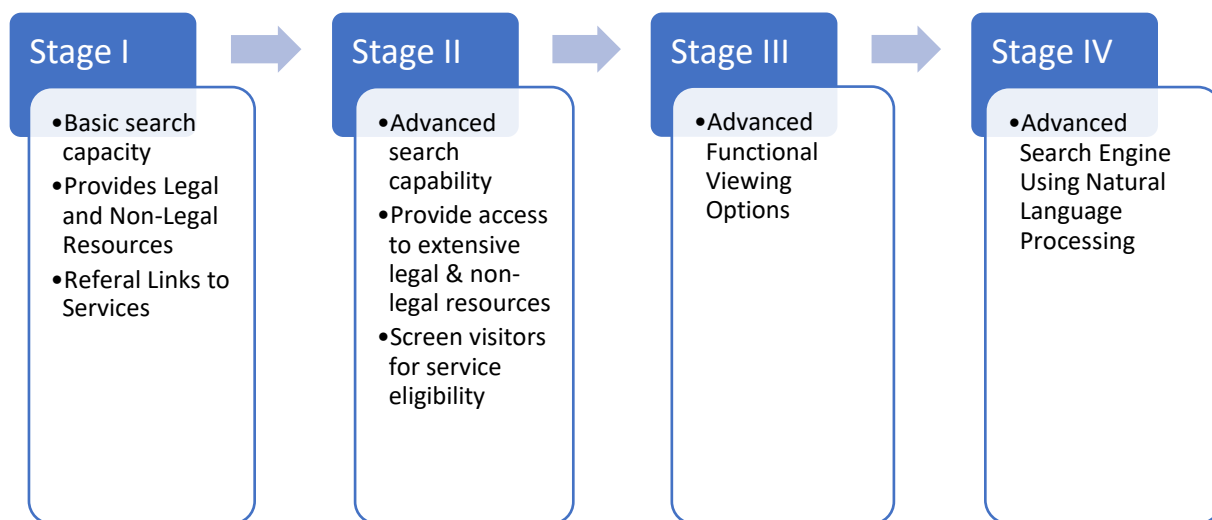 Stage I
•Basic search
capacity
•Provides Legal
and Non-Legal
Resources
•Referal Links to
Services
Stage II
•Advanced
search
capability
•Provide access
to extensive
legal & non-
legal resources
•Screen visitors
for service
eligibility
Stage III
•Advanced
Functional
Viewing
Options
Stage IV
•Advanced
Search Engine
Using Natural
Language
Processing